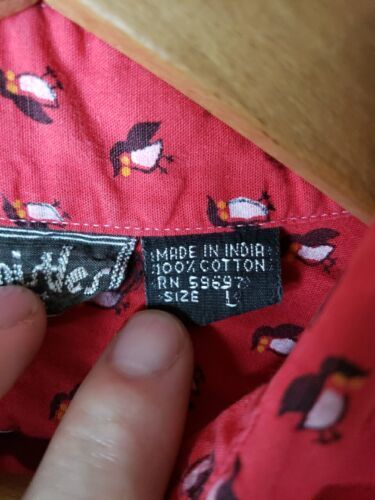 MADE IN INDIA
100% COTTON
RN 59697
SIZE L